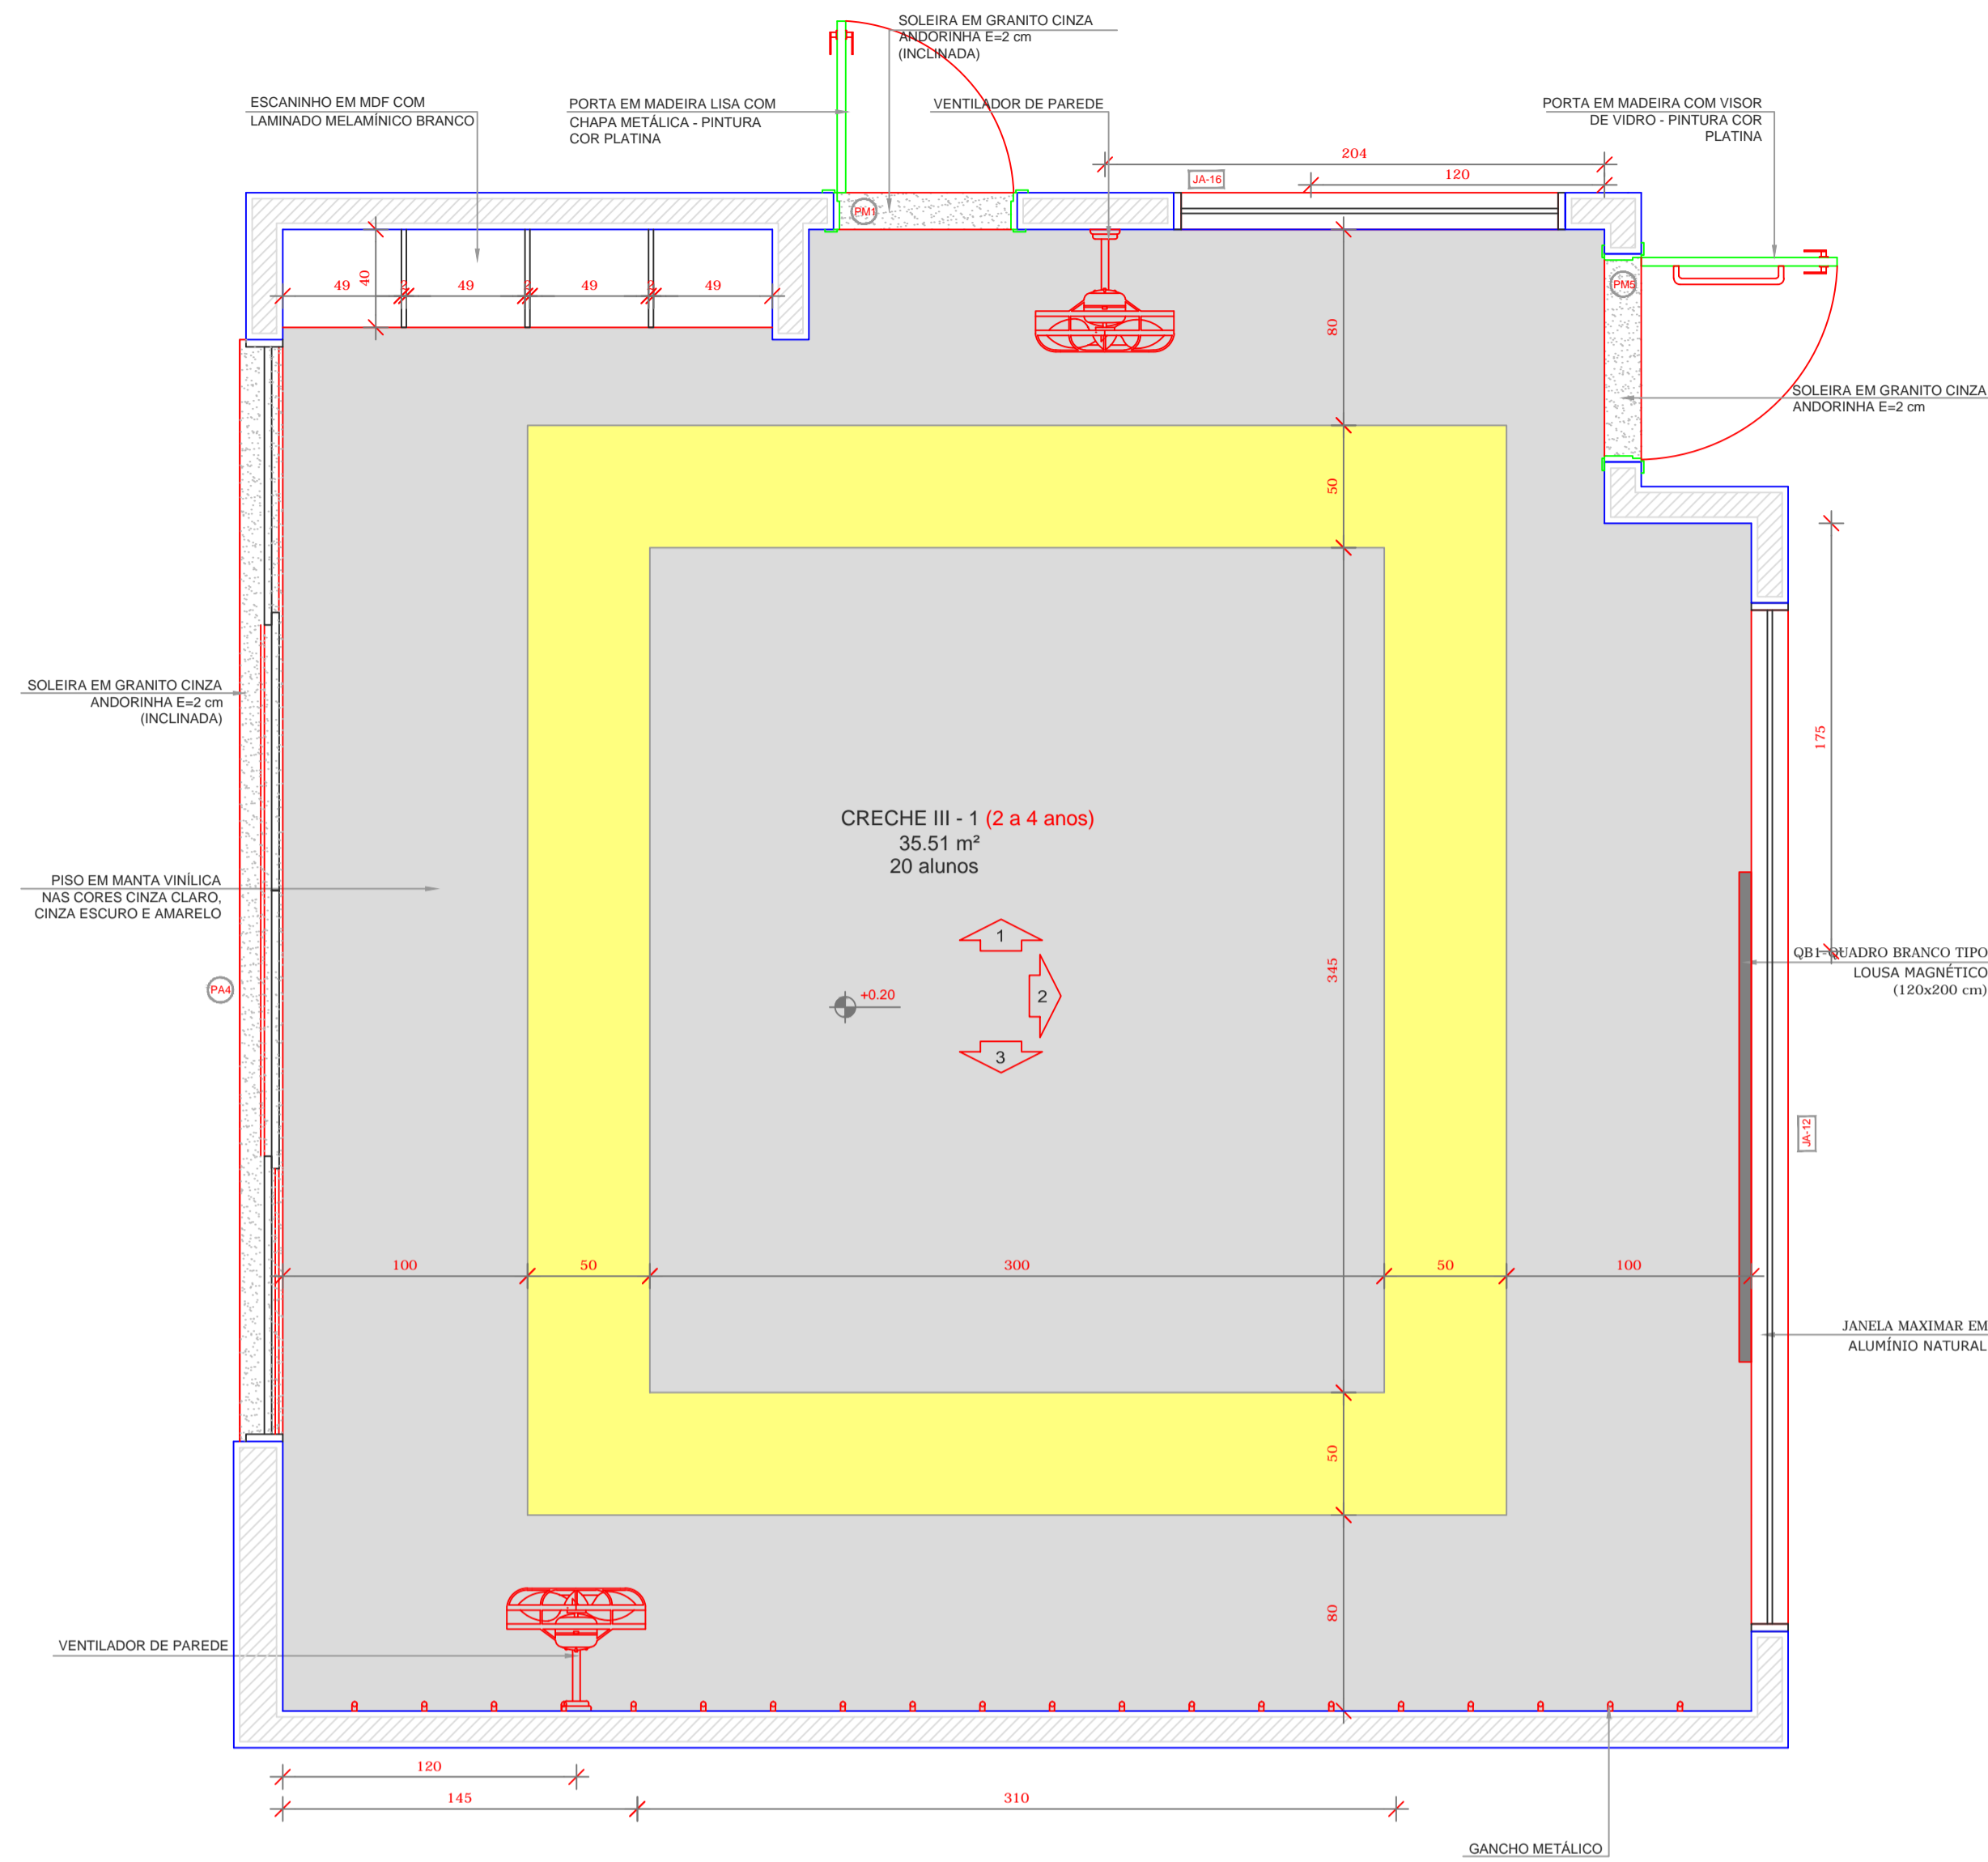 SOLEIRA EM GRANITO CINZA
ANDORINHA E=2 cm
(INCLINADA)
ESCANINHO EM MDF COM
LAMINADO MELAMÍNICO BRANCO
PORTA EM MADEIRA LISA COM
CHAPA METÁLICA - PINTURA
COR PLATINA
VENTILADOR DE PAREDE
PORTA EM MADEIRA COM VISOR
DE VIDRO - PINTURA COR
PLATINA
204
120
JA-16
PM1
49
2
49
2
49
2
49
40
PM5
80
SOLEIRA EM GRANITO CINZA
ANDORINHA E=2 cm
50
SOLEIRA EM GRANITO CINZA
ANDORINHA E=2 cm
(INCLINADA)
175
CRECHE III - 1 (2 a 4 anos)
35.51 m²
20 alunos
PISO EM MANTA VINÍLICA
NAS CORES CINZA CLARO,
CINZA ESCURO E AMARELO
1
2
3
+0.20
345
PA4
QB1-QUADRO BRANCO TIPO
LOUSA MAGNÉTICO
(120x200 cm)
JA-12
100
50
300
50
100
JANELA MAXIMAR EM
ALUMÍNIO NATURAL
50
80
VENTILADOR DE PAREDE
120
145
310
GANCHO METÁLICO